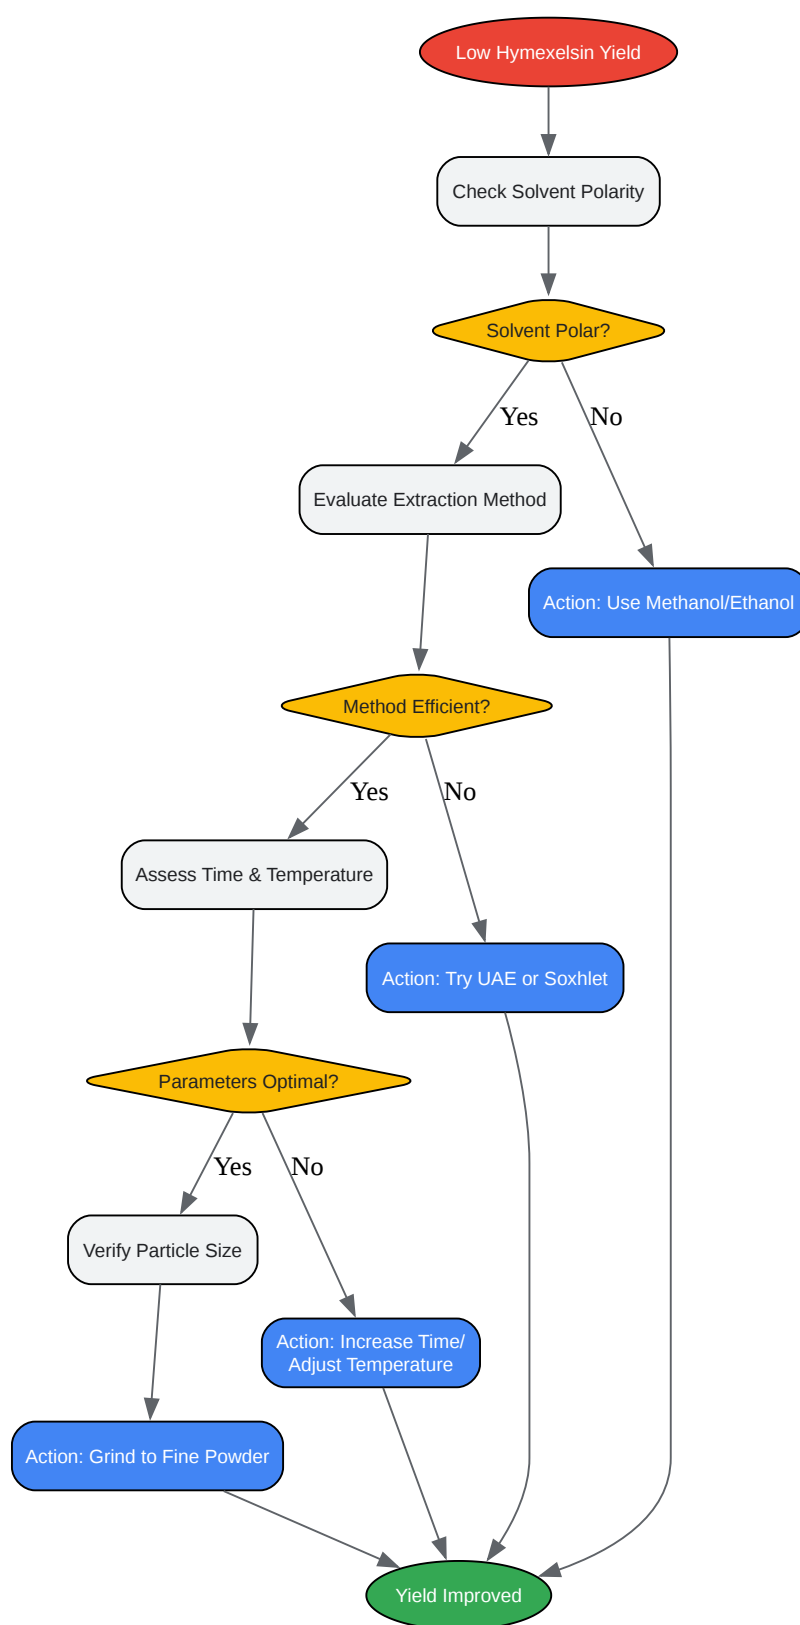 Low Hymexelsin Yield
Check Solvent Polarity
Solvent Polar?
Yes
No
Evaluate Extraction Method
Action: Use Methanol/Ethanol
Method Efficient?
Yes
No
Assess Time & Temperature
Action: Try UAE or Soxhlet
Parameters Optimal?
Yes
No
Verify Particle Size
Action: Increase Time/
Adjust Temperature
Action: Grind to Fine Powder
Yield Improved